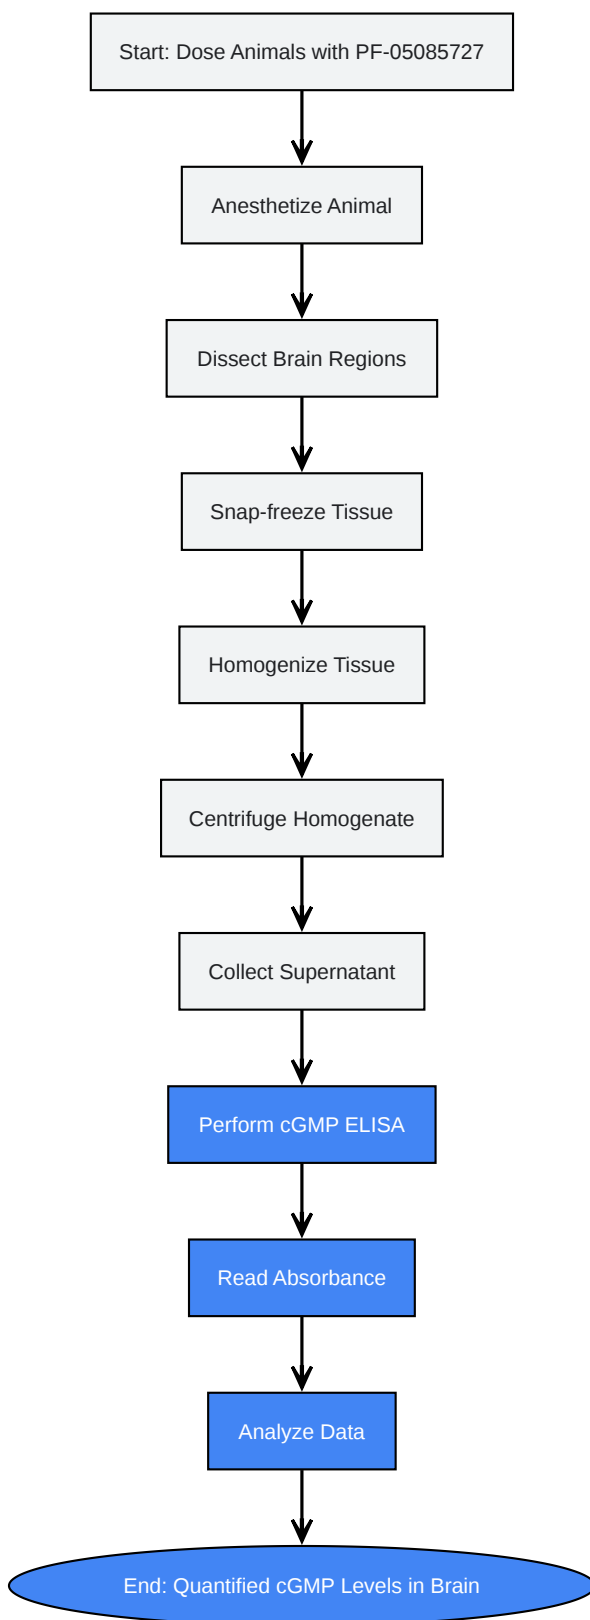 Start: Dose Animals with PF-05085727
Anesthetize Animal
Dissect Brain Regions
Snap-freeze Tissue
Homogenize Tissue
Centrifuge Homogenate
Collect Supernatant
Perform cGMP ELISA
Read Absorbance
Analyze Data
End: Quantified cGMP Levels in Brain